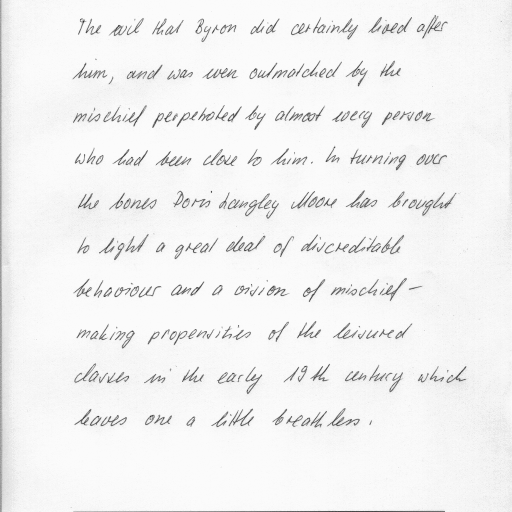 The evil that Byron did certainly lived after
him, and was even outmatched by the
mischief perpetrated by almost every person
who had been close to him. In turning over
the bones Doris Langley Moore has brought
to light a great deal of discreditable
behaviour and a vision of mischief-
making propensities of the leisured
classes in the early 19th century which
leaves one a little breathless.